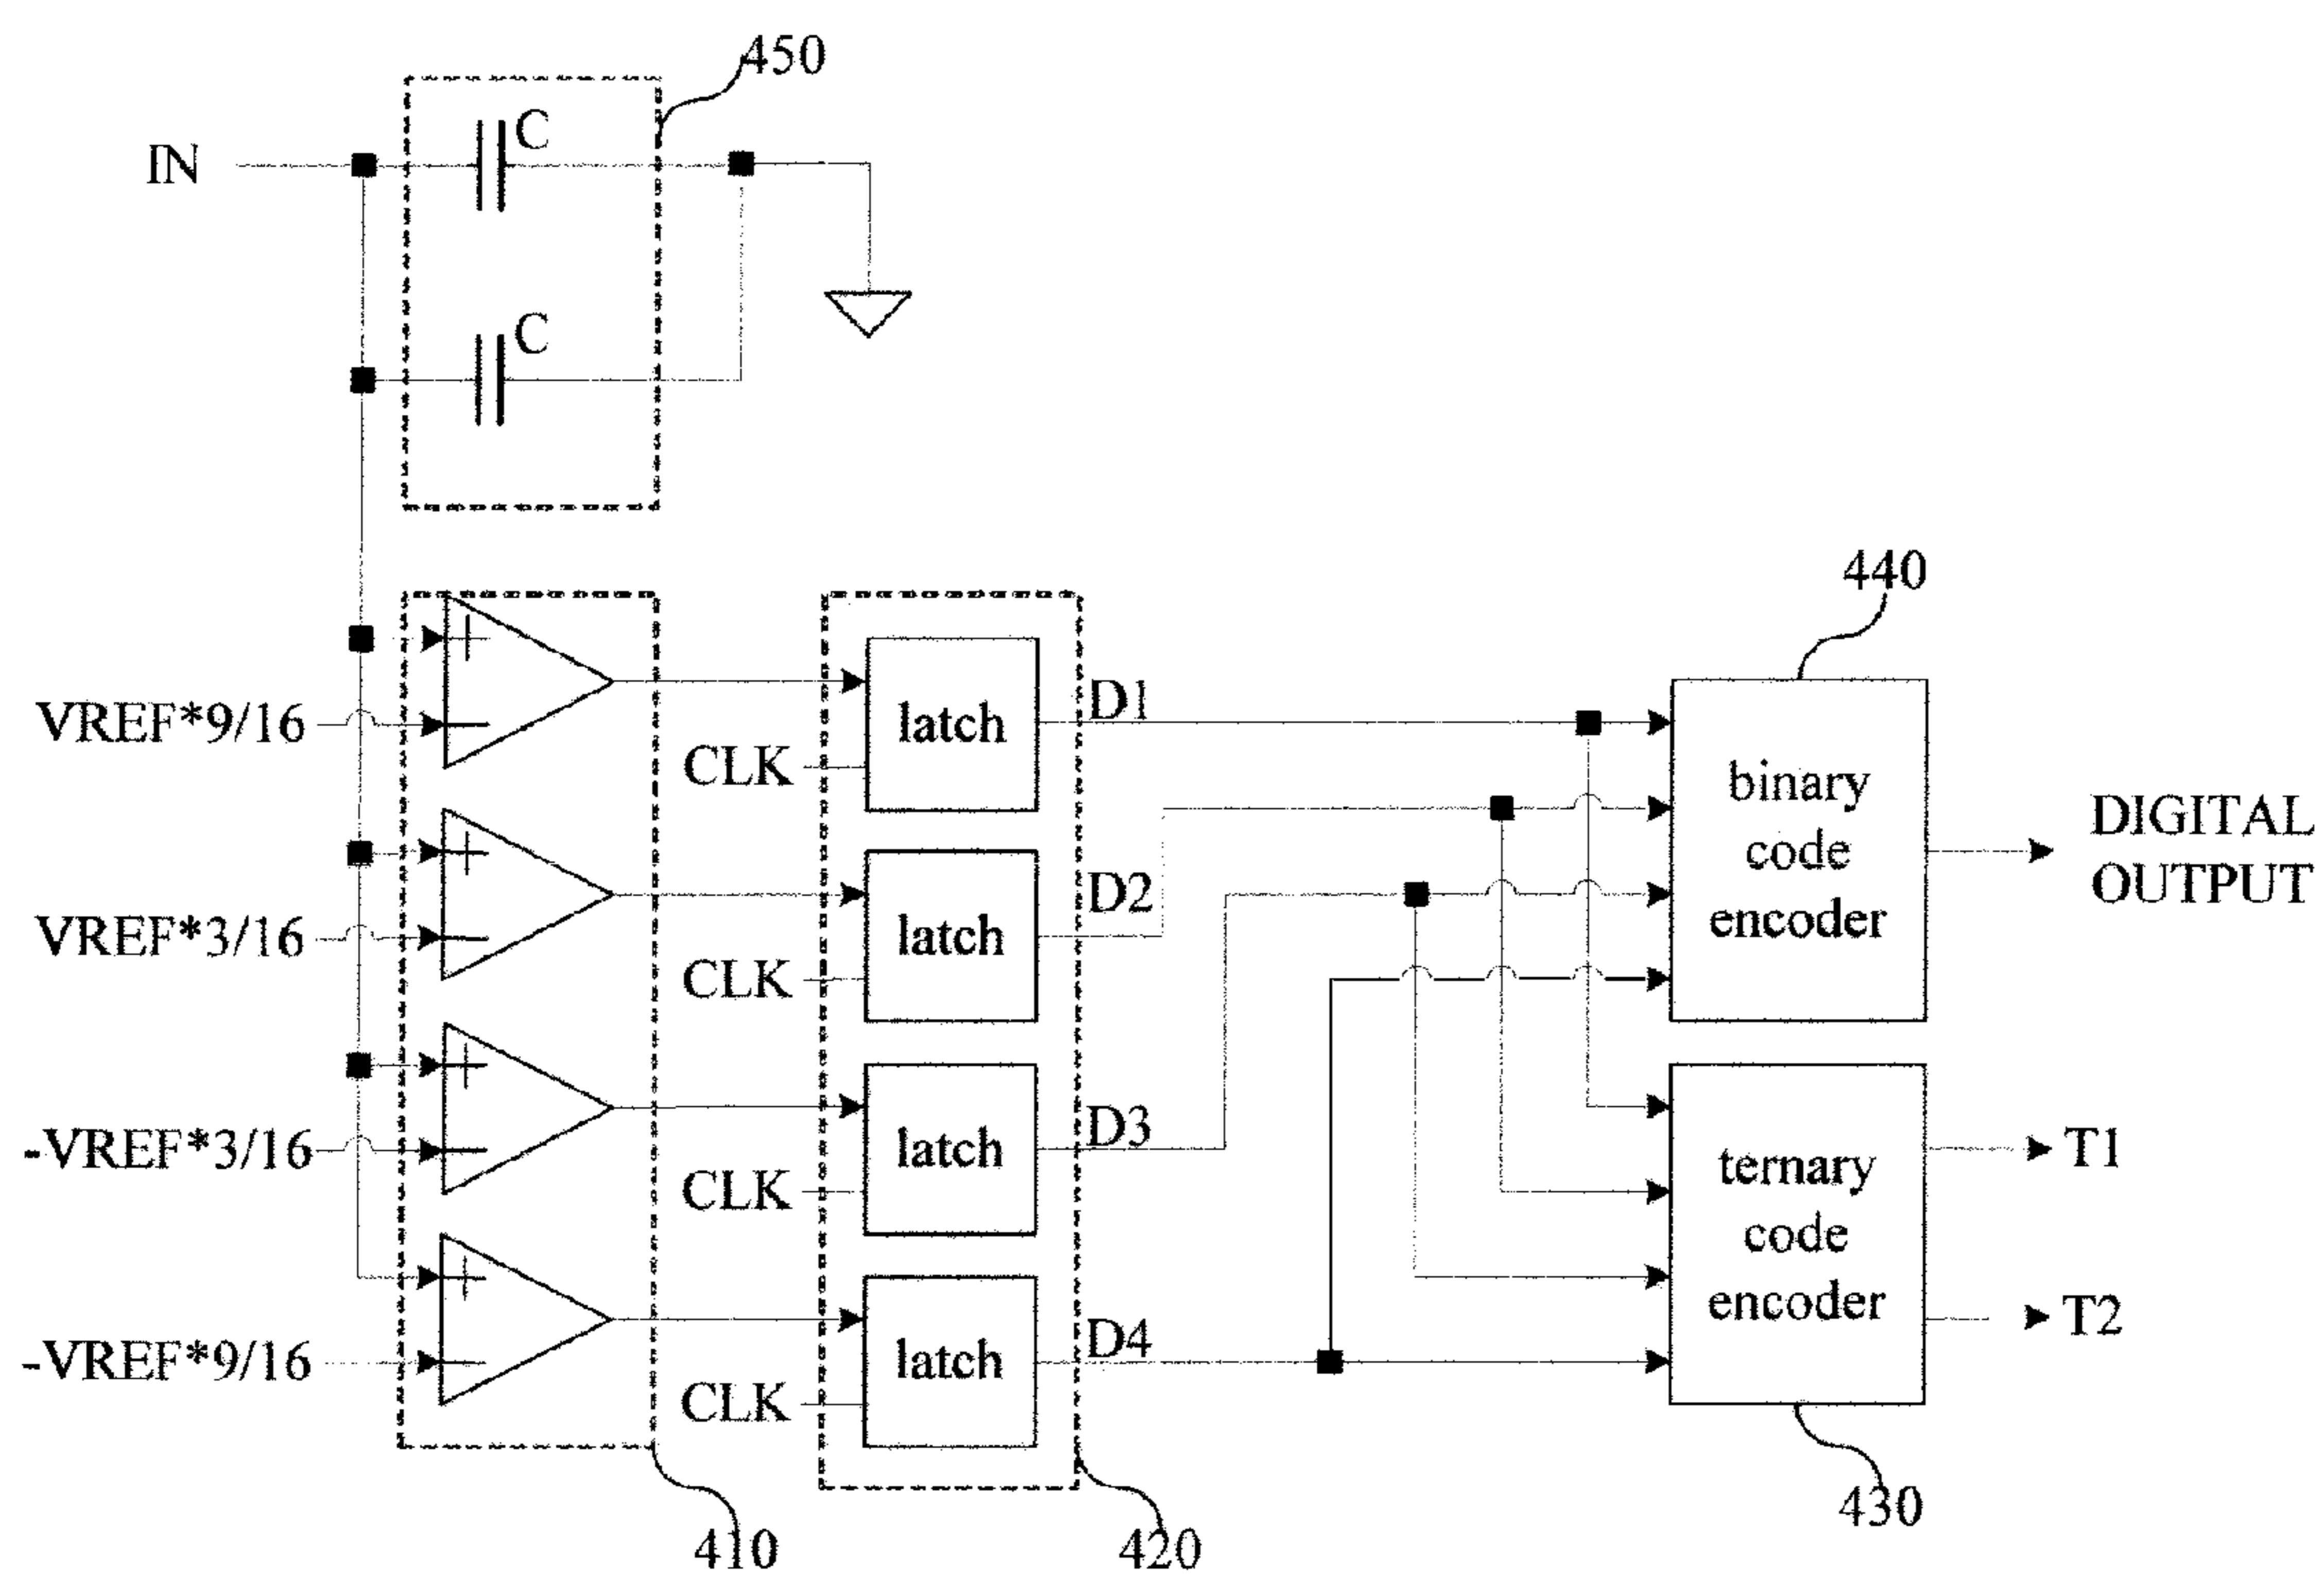 450
C
IN
C
440
VREF*9/16
+
−
latch
CLK
D1
binary
code
encoder
DIGITAL
OUTPUT
VREF*3/16
+
−
latch
CLK
D2
-VREF*3/16
+
−
latch
CLK
D3
ternary
code
encoder
T1
T2
-VREF*9/16
+
−
latch
CLK
D4
430
410
420